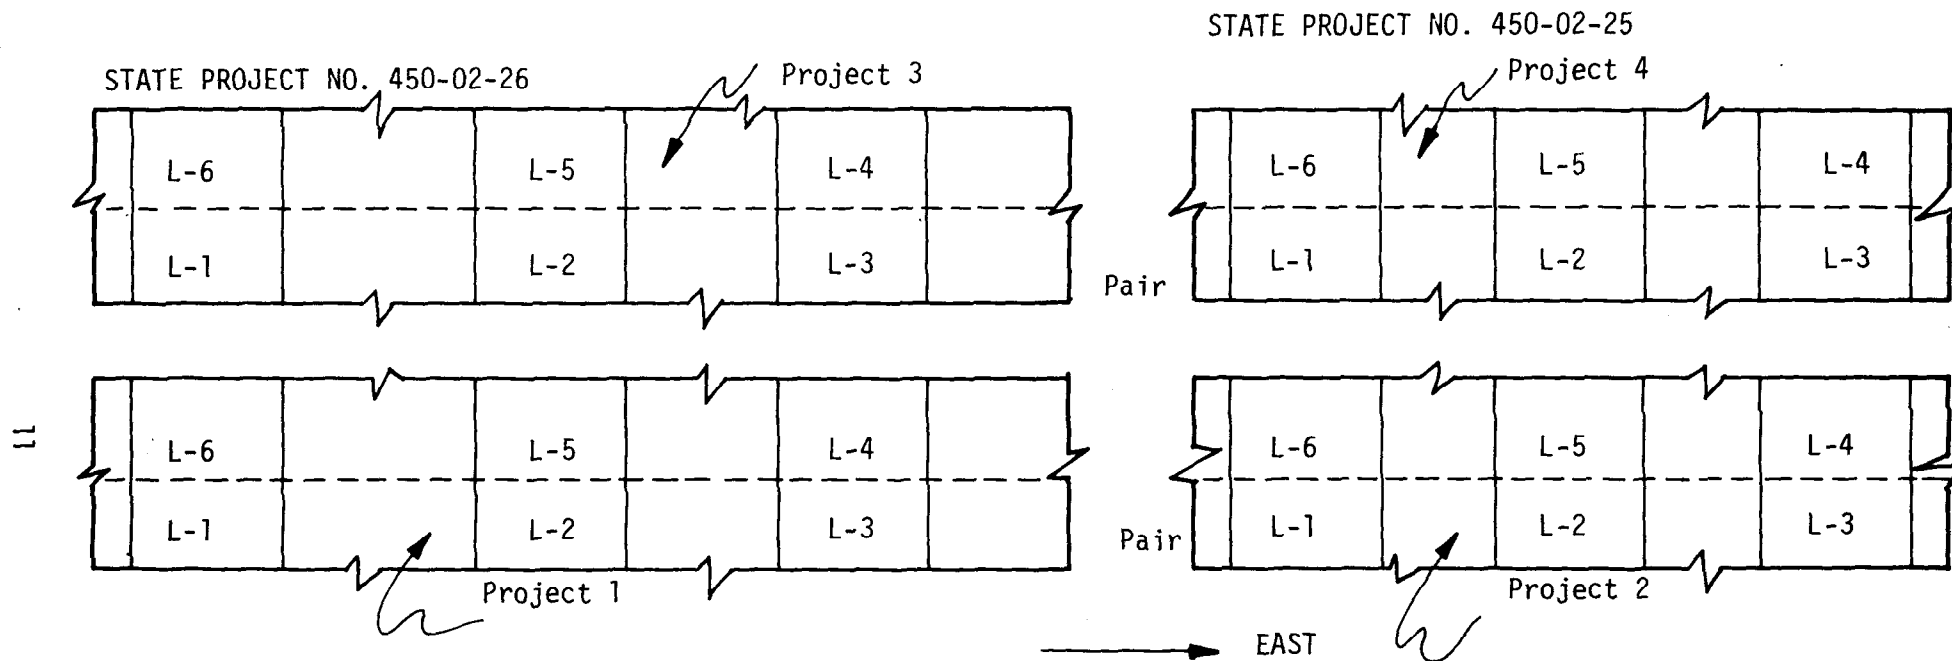 STATE PROJECT NO. 450-02-25
STATE PROJECT NO. 450-02-26
Project 3
Project 4
L-6 L-5 L-4
L-6 L-5 L-4
L-1 L-2 L-3
Pair
L-1 L-2 L-3
L-6 L-5 L-4
L-6 L-5 L-4
L-1 L-2 L-3
Pair
L-1 L-2 L-3
Project 1
Project 2
EAST